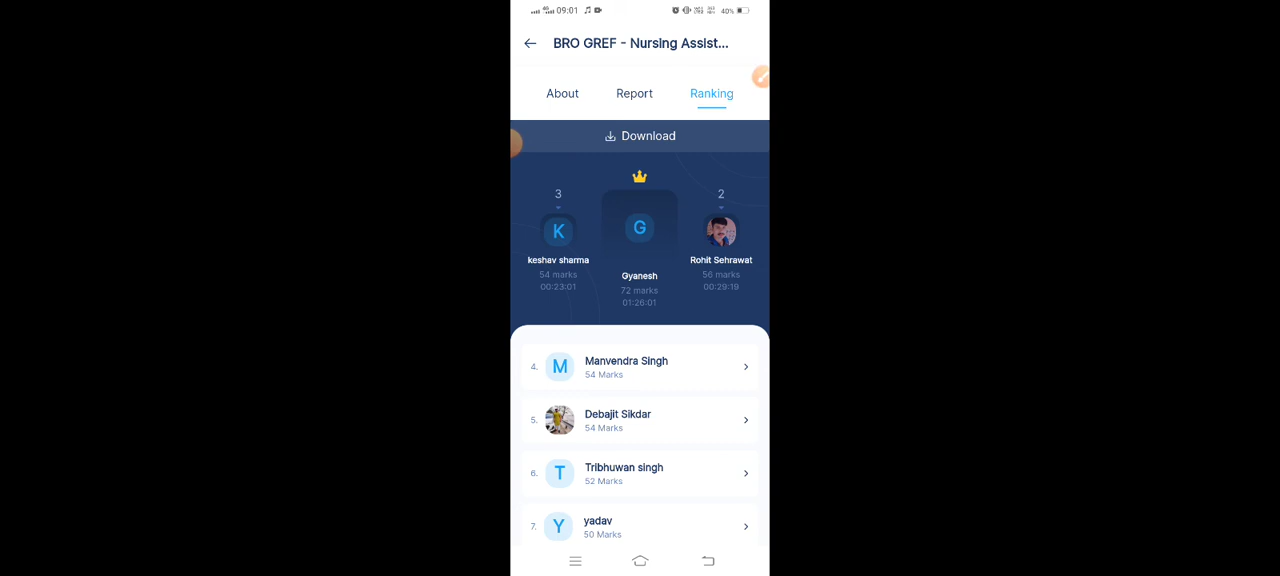 4G 09:01 40%
BRO GREF - Nursing Assist...
About Report Ranking
Download
3 2
K G
keshav sharma Gyanesh Rohit Sehrawat
54 marks 72 marks 56 marks
00:23:01 01:26:01 00:29:19
4. M Manvendra Singh
54 Marks
5. Debajit Sikdar
54 Marks
6. T Tribhuwan singh
52 Marks
7. Y yadav
50 Marks